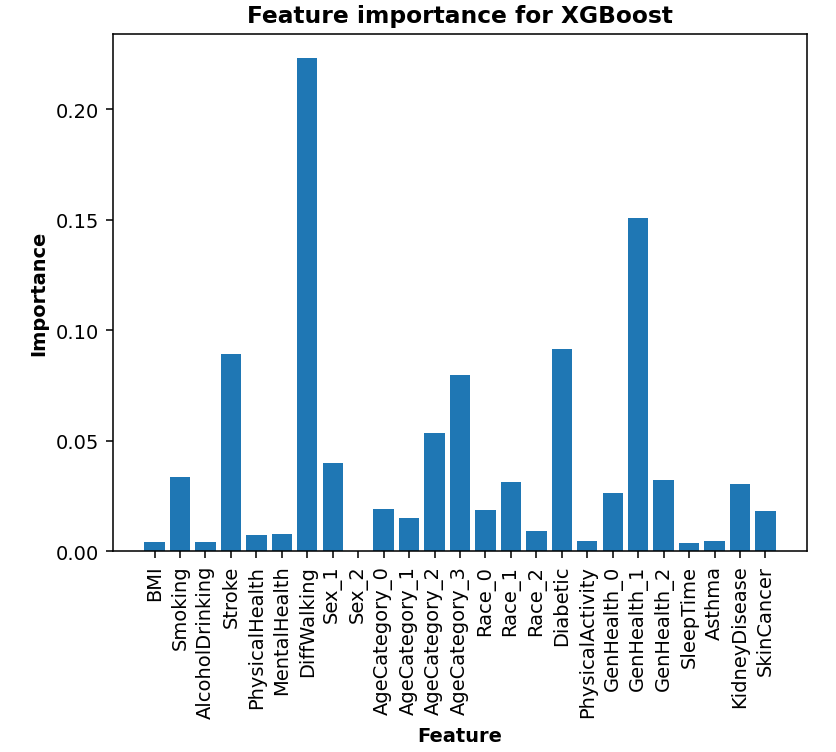 Feature importance for XGBoost
Importance
0.20
0.15
0.10
0.05
0.00
BMI
Smoking
AlcoholDrinking
Stroke
PhysicalHealth
MentalHealth
DiffWalking
Sex_1
Sex_2
AgeCategory_0
AgeCategory_1
AgeCategory_2
AgeCategory_3
Race_0
Race_1
Race_2
Diabetic
PhysicalActivity
GenHealth_0
GenHealth_1
GenHealth_2
SleepTime
Asthma
KidneyDisease
SkinCancer
Feature